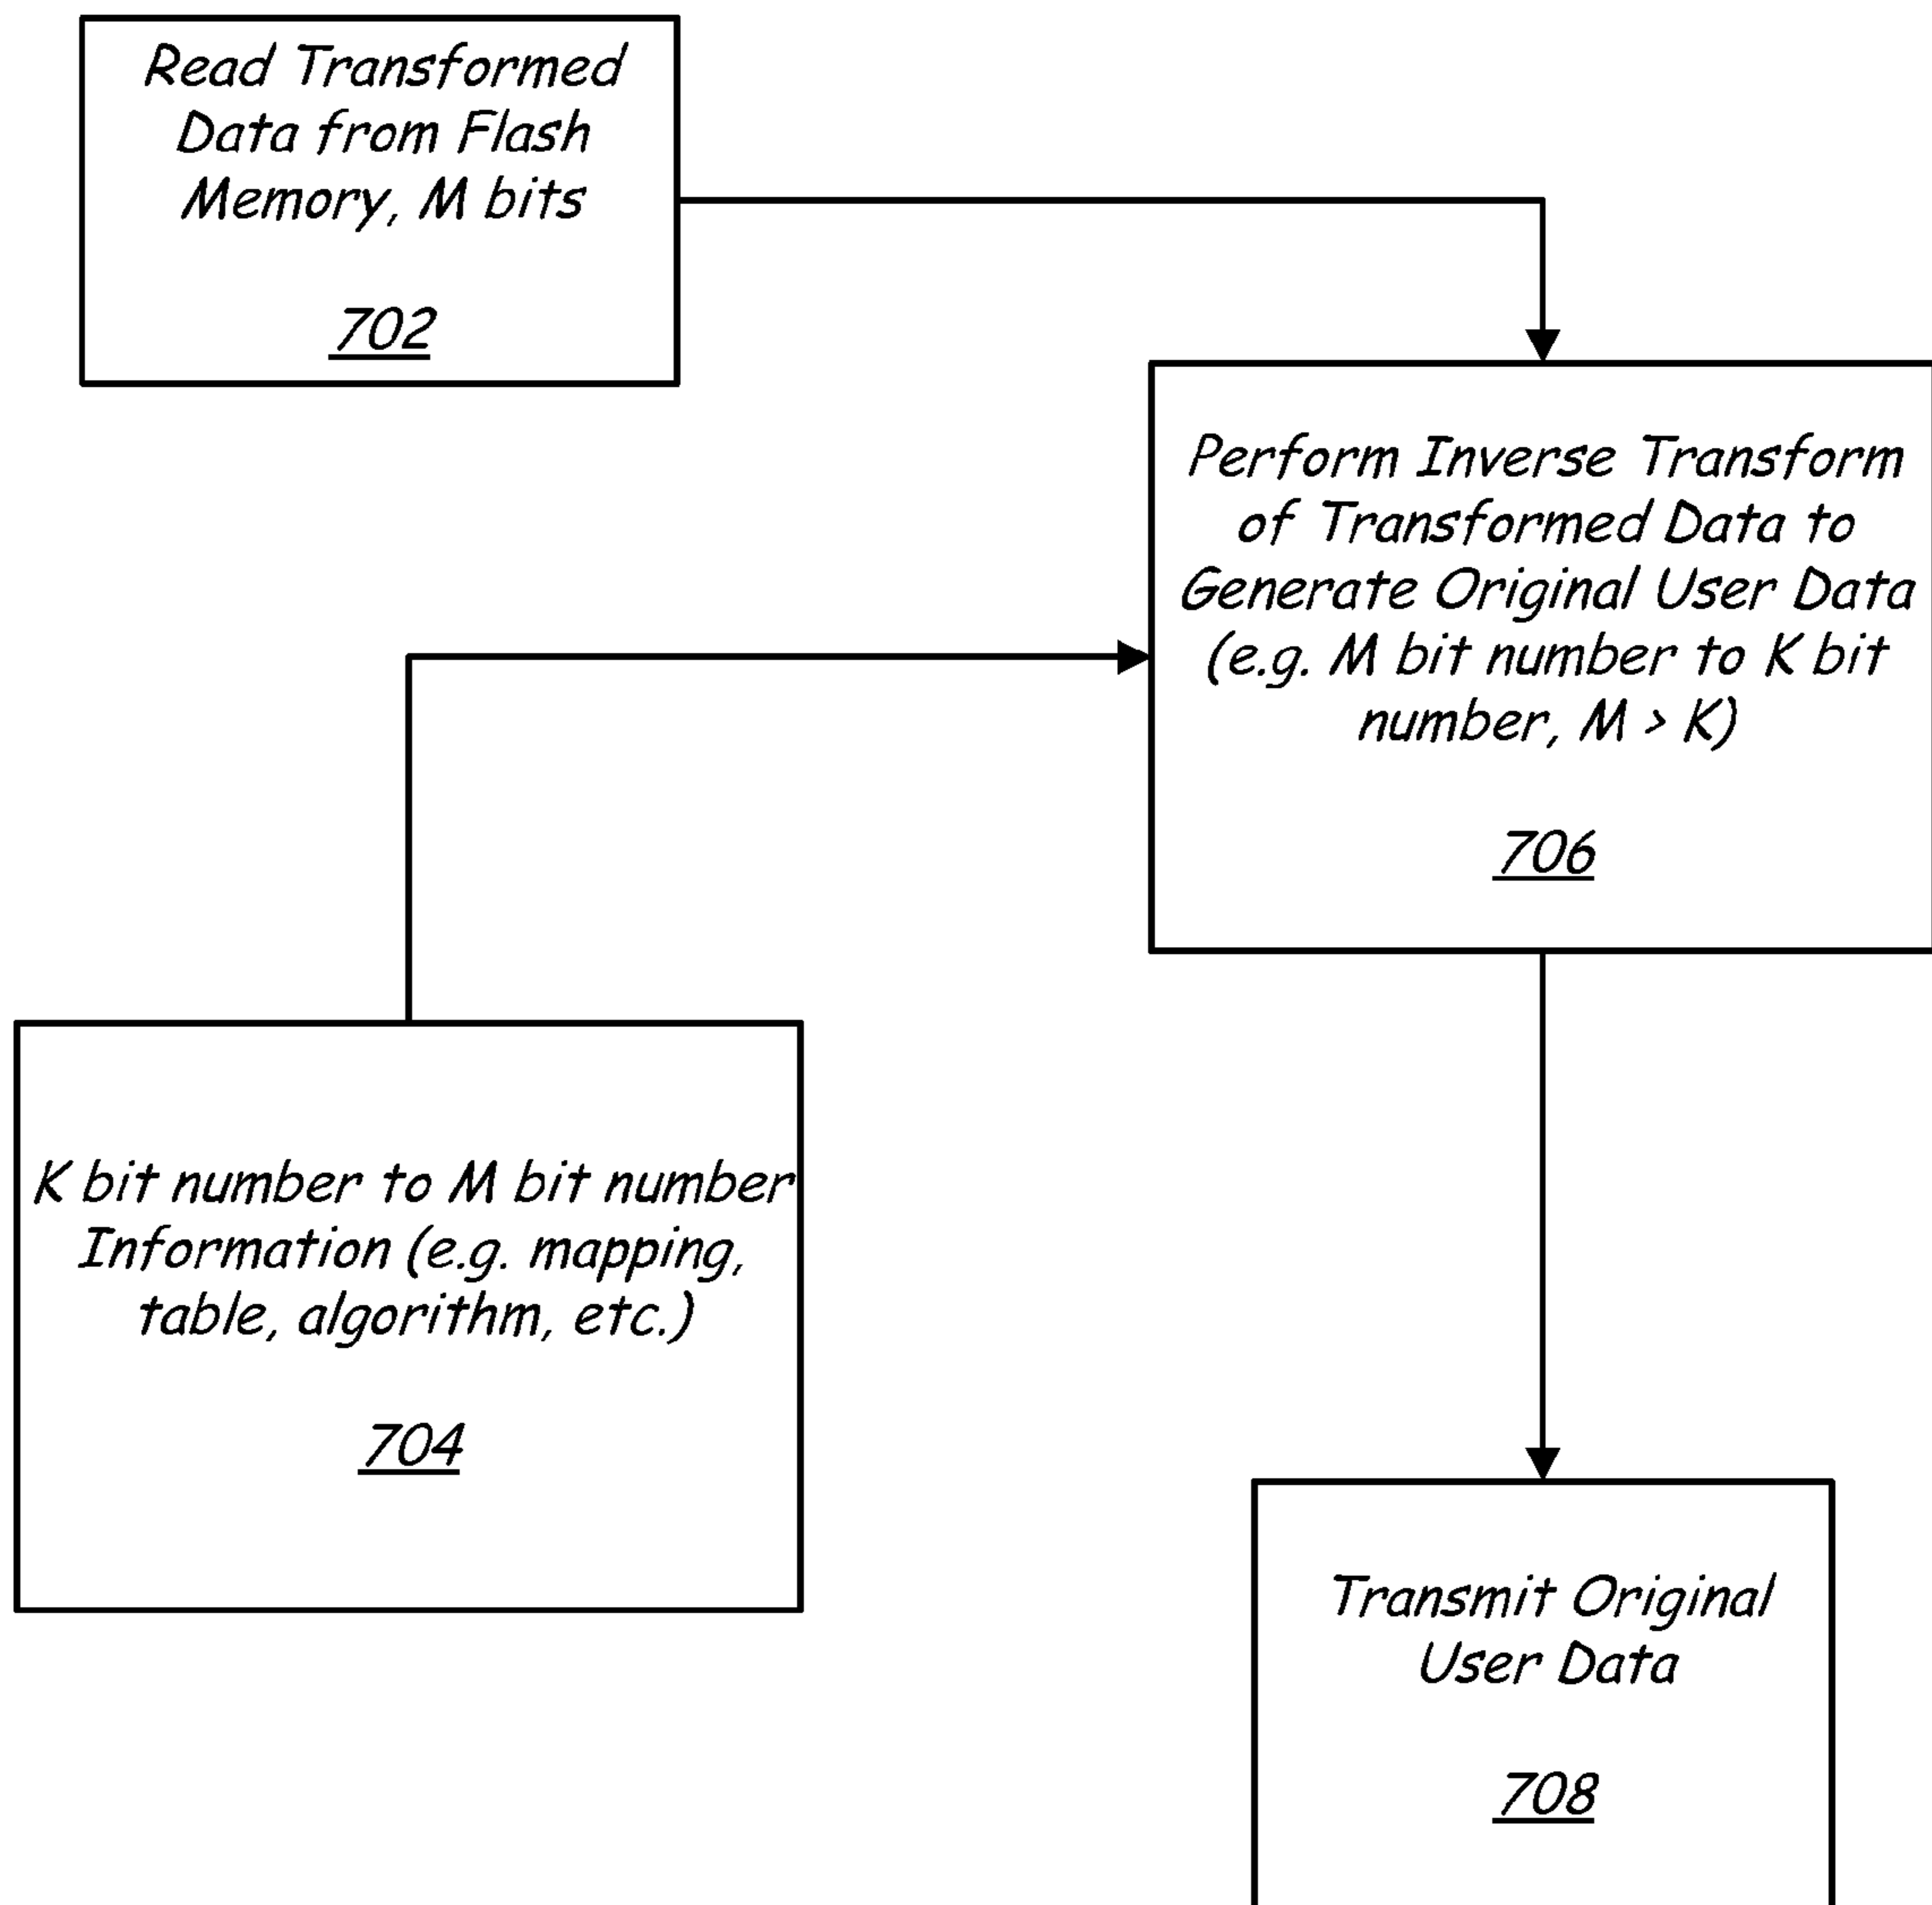 Read Transformed
Data from Flash
Memory, M bits
702
Perform Inverse Transform
of Transformed Data to
Generate Original User Data
(e.g. M bit number to K bit
number, M > K)
706
K bit number to M bit number
Information (e.g. mapping,
table, algorithm, etc.)
704
Transmit Original
User Data
708